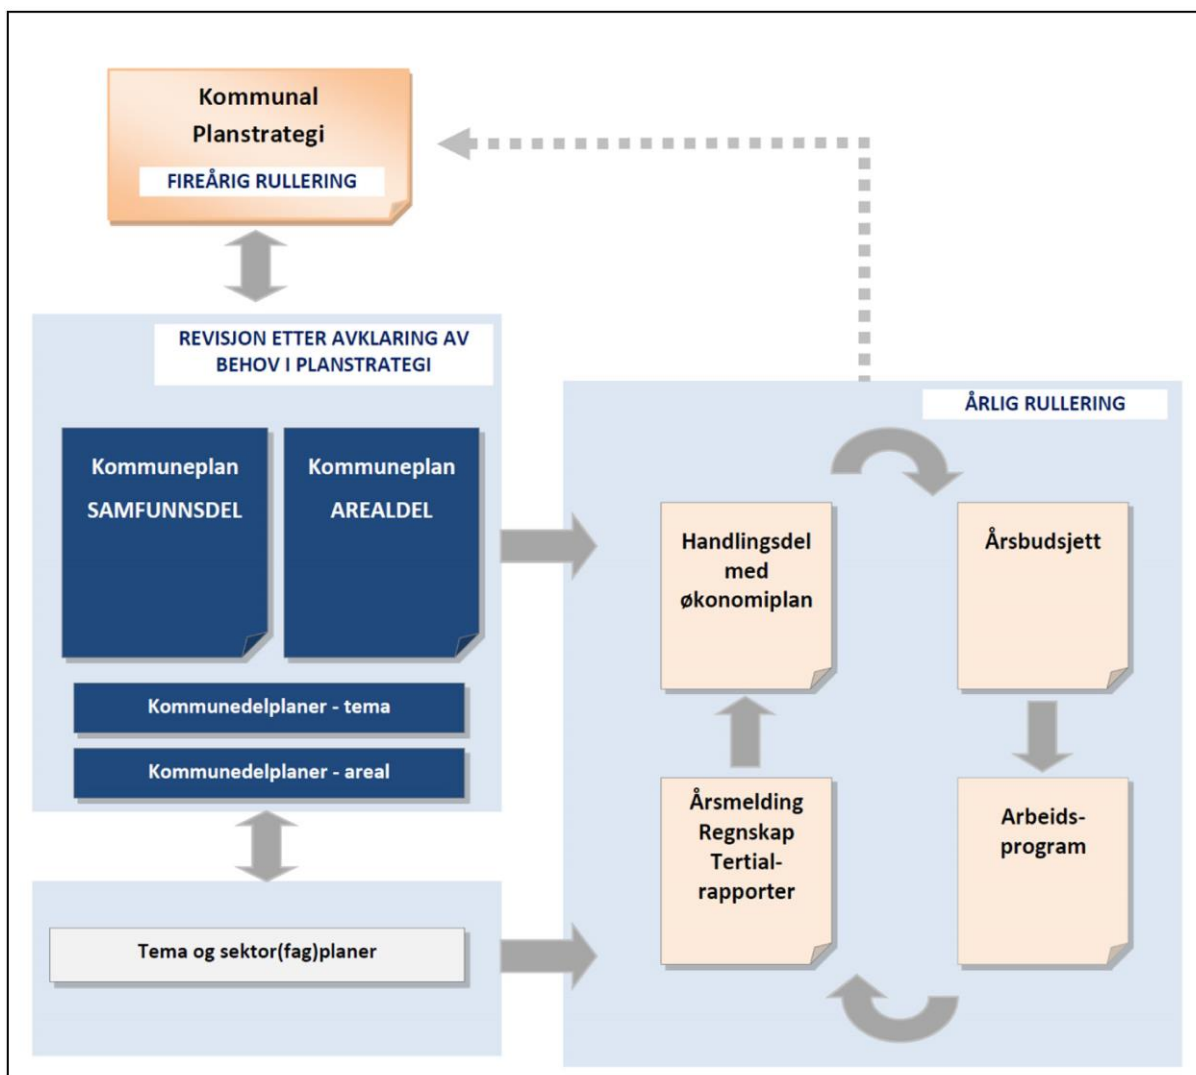 Kommunal
Planstrategi
FIREÅRIG RULLERING
REVISJON ETTER AVKLARING AV
BEHOV I PLANSTRATEGI
Kommuneplan
SAMFUNNSDEL
Kommuneplan
AREALDEL
Kommunedelplaner - tema
Kommunedelplaner - areal
Tema og sektor(fag)planer
ÅRLIG RULLERING
Handlingsdel
med
økonomiplan
Årsbudsjett
Årsmelding
Regnskap
Tertial-
rapporter
Arbeids-
program